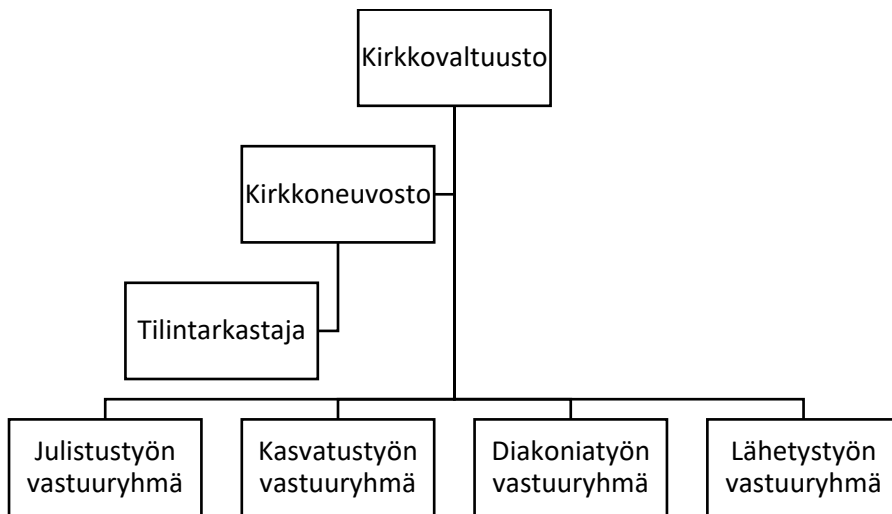 Kirkkovaltuusto
Kirkkoneuvosto
Tilintarkastaja
Julistustyön
vastuuryhmä
Kasvatustyön
vastuuryhmä
Diakoniatyön
vastuuryhmä
Lähetystyön
vastuuryhmä